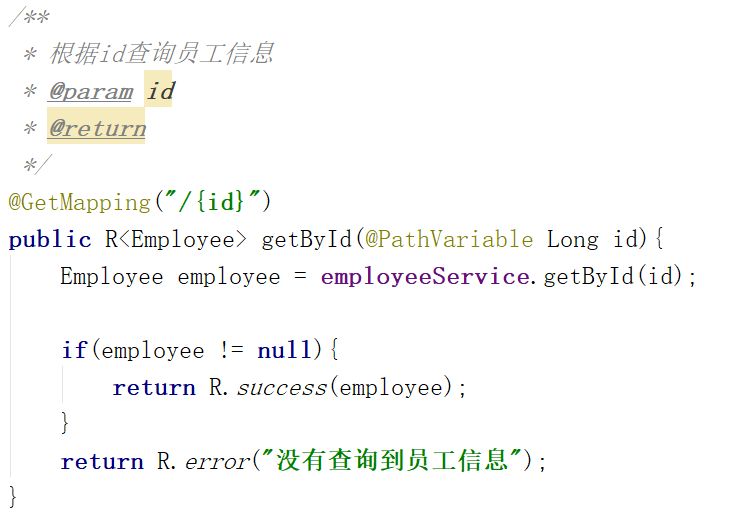 /**
 * 根据id查询员工信息
 * @param id
 * @return
 */
@GetMapping("/{id}")
public R<Employee> getById(@PathVariable Long id){
    Employee employee = employeeService.getById(id);
    if(employee != null){
        return R.success(employee);
    }
    return R.error("没有查询到员工信息");
}